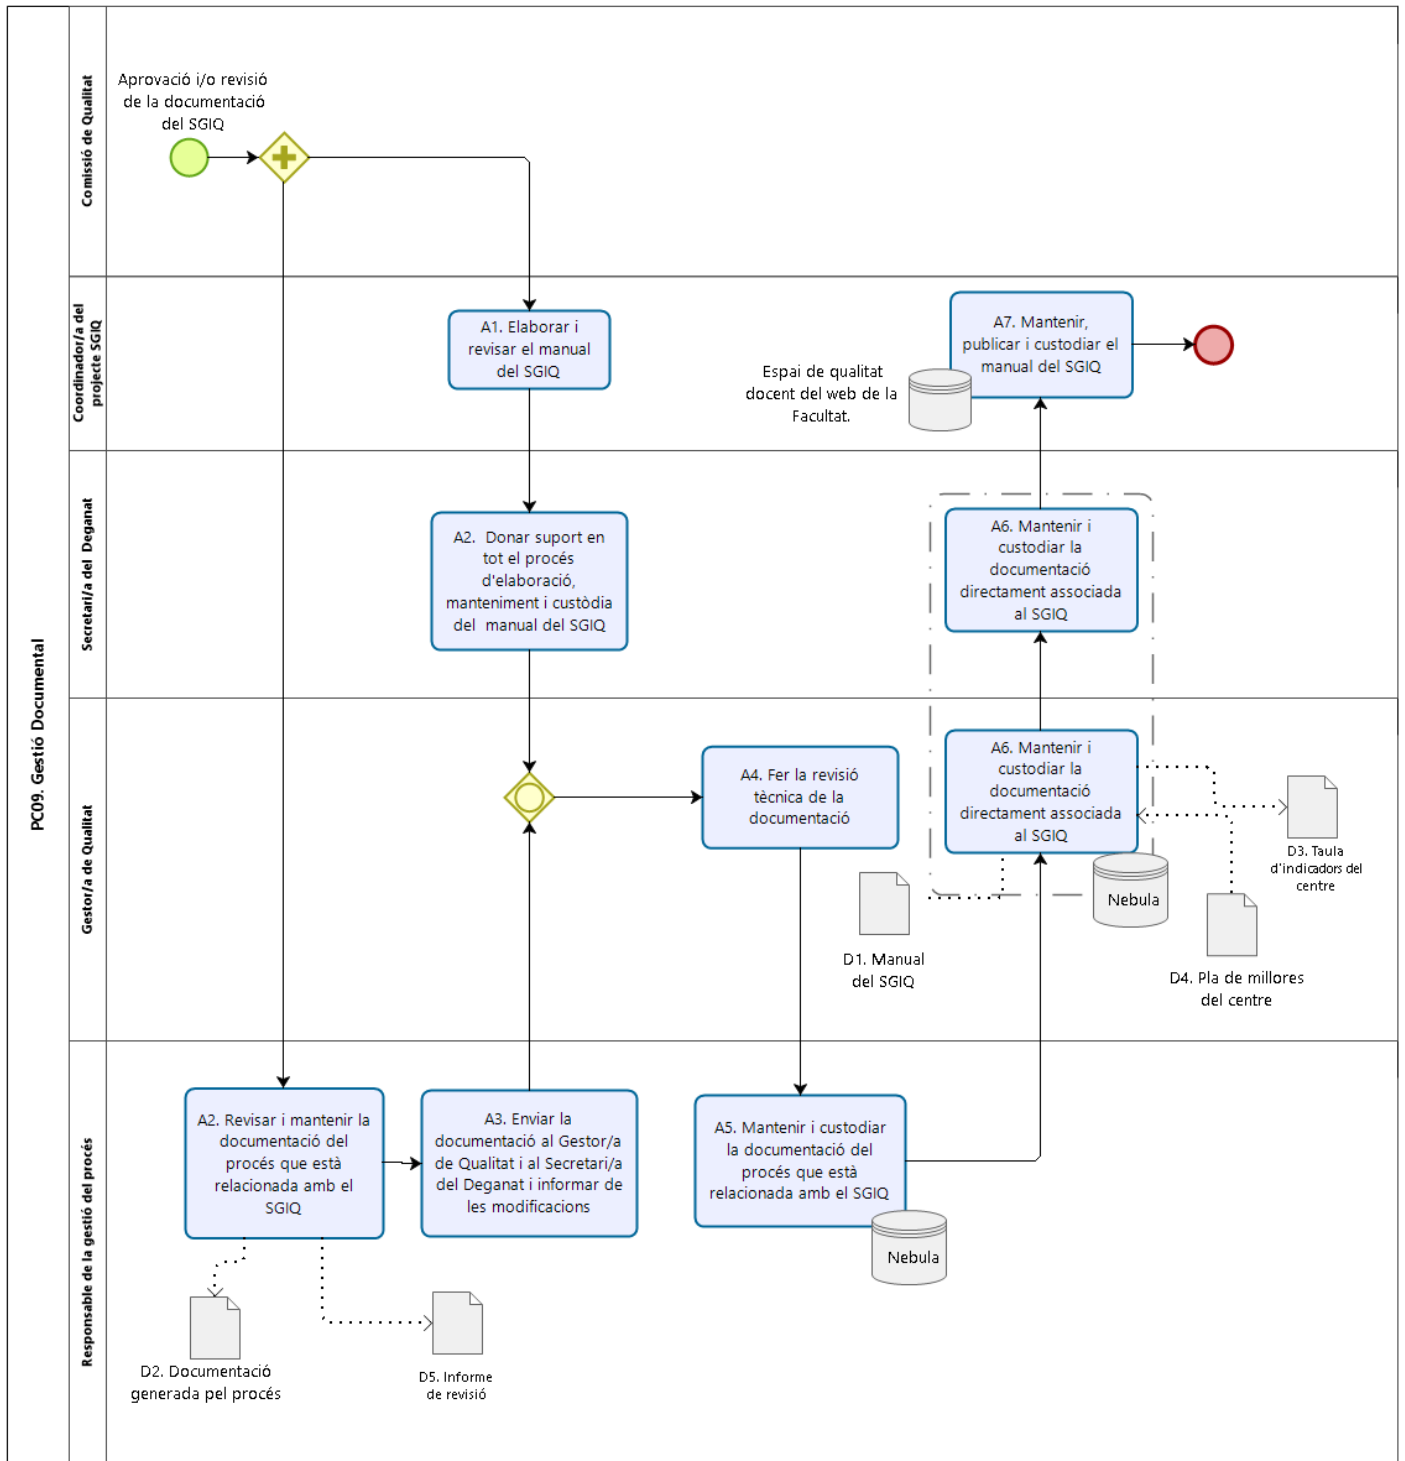 PC09. Gestió Documental
Comissió de Qualitat
Aprovació i/o revisió
de la documentació
del SGIQ
Coordinador/a del
projecte SGIQ
A1. Elaborar i
revisar el manual
del SGIQ
A7. Mantenir,
publicar i custodiar el
manual del SGIQ
Espai de qualitat
docent del web de la
Facultat.
Secretari/a del Deganat
A2. Donar suport en
tot el procés
d'elaboració,
manteniment i custòdia
del manual del SGIQ
A6. Mantenir i
custodiar la
documentació
directament associada
al SGIQ
Gestor/a de Qualitat
A4. Fer la revisió
tècnica de la
documentació
A6. Mantenir i
custodiar la
documentació
directament associada
al SGIQ
Nebula
D1. Manual
del SGIQ
D3. Taula
d'indicadors del
centre
D4. Pla de millores
del centre
Responsable de la gestió del procés
A2. Revisar i mantenir la
documentació del
procés que està
relacionada amb el
SGIQ
A3. Enviar la
documentació al Gestor/a
de Qualitat i al Secretari/a
del Deganat i informar de
les modificacions
A5. Mantenir i custodiar
la documentació del
procés que està
relacionada amb el SGIQ
Nebula
D2. Documentació
generada pel procés
D5. Informe
de revisió